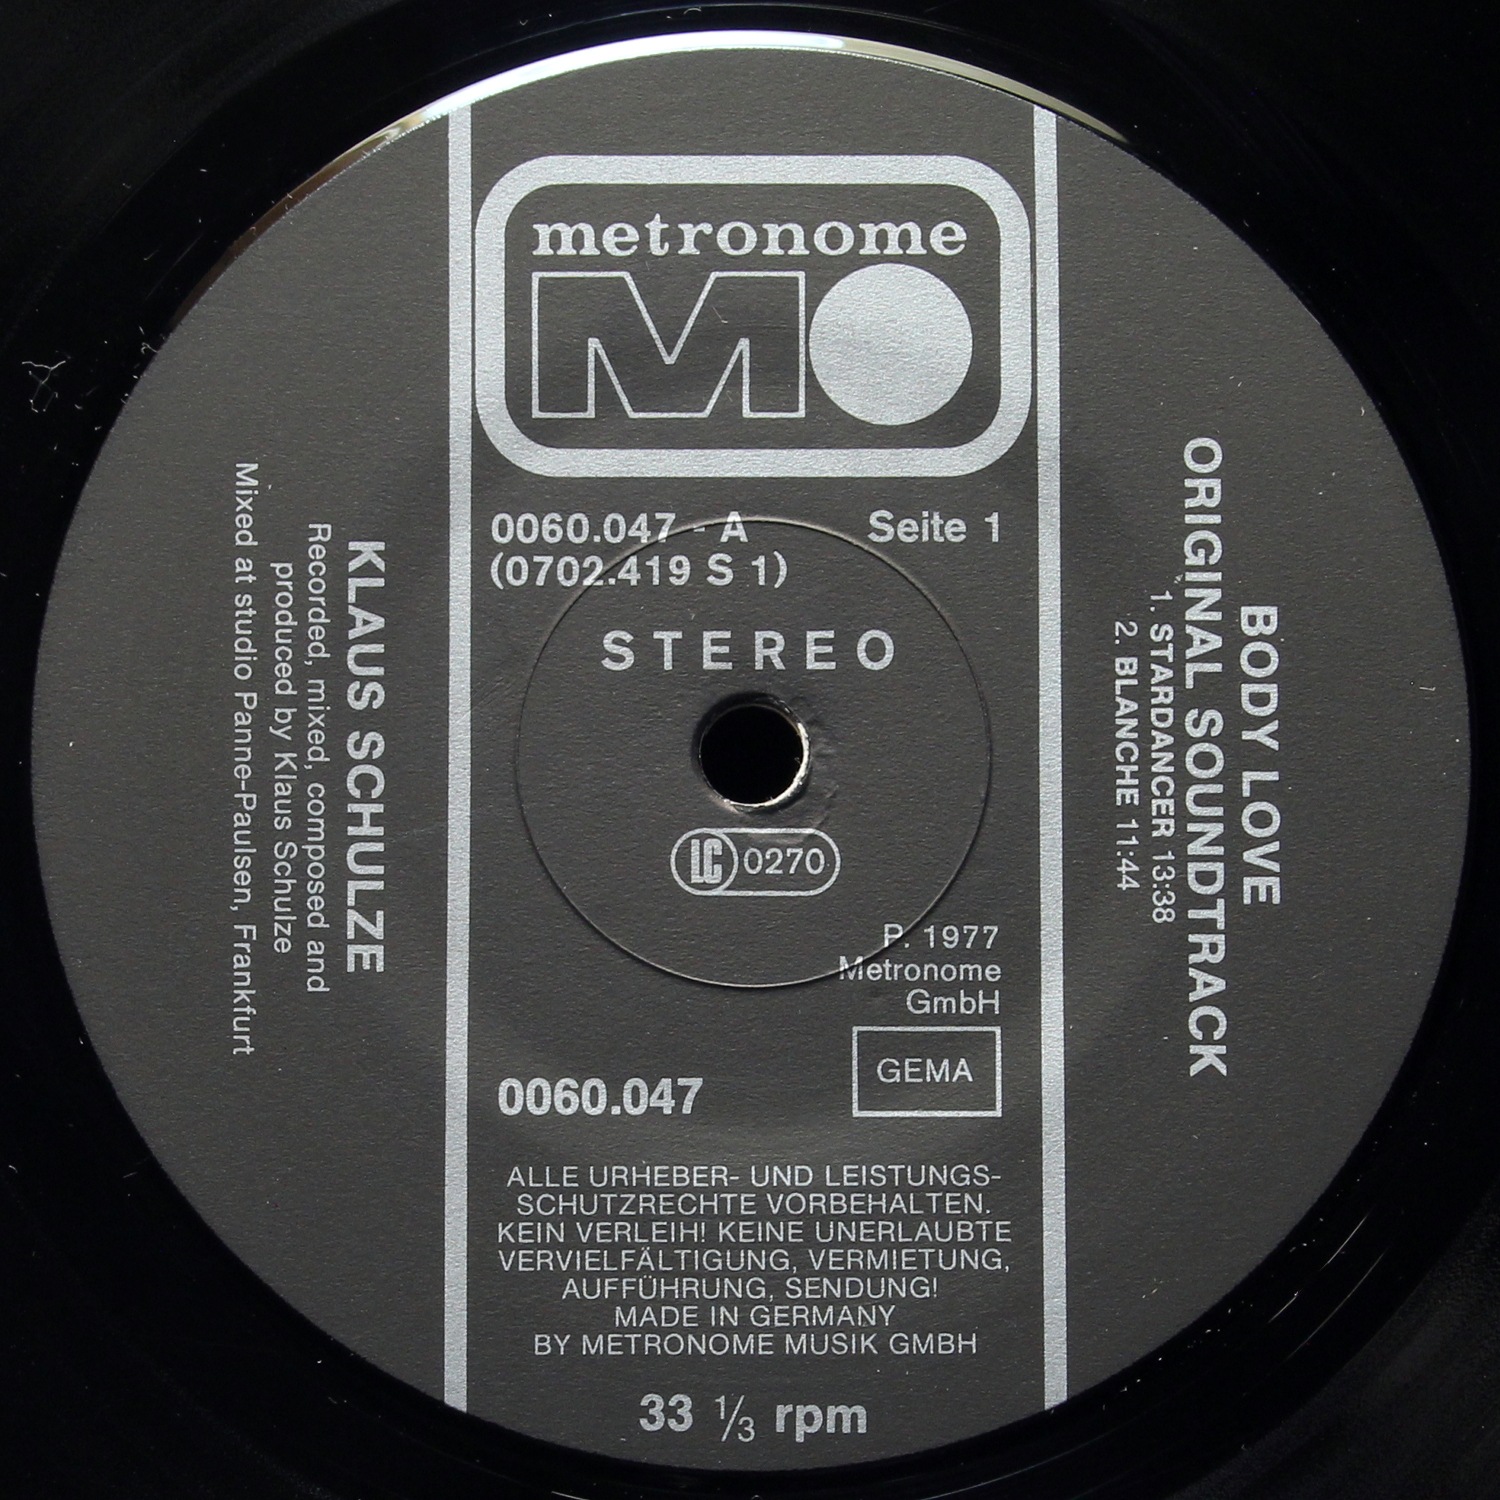 metronome
MO
0060.047 - A
Seite 1
(0702.419 S 1)
STEREO
LC 0270
P. 1977
Metronome
GmbH
GEMA
0060.047
ALLE URHEBER- UND LEISTUNGS-
SCHUTZRECHTE VORBEHALTEN.
KEIN VERLEIH! KEINE UNERLAUBTE
VERVIELFÄLTIGUNG, VERMIETUNG,
AUFFÜHRUNG, SENDUNG!
MADE IN GERMANY
BY METRONOME MUSIK GMBH
33 1/3 rpm
BODY LOVE
ORIGINAL SOUNDTRACK
1. STARDANCER 13:38
2. BLANCHE 11:44
KLAUS SCHULZE
Recorded, mixed, composed and
produced by Klaus Schulze
Mixed at studio Panne-Paulsen, Frankfurt